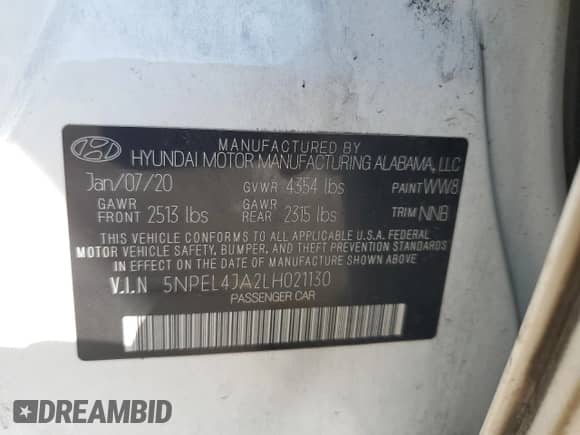 MANUFACTURED BY
HYUNDAI MOTOR MANUFACTURING ALABAMA, LLC
Jan/07/20 GVWR 4354 lbs PAINT WW8
GAWR FRONT 2513 lbs GAWR REAR 2315 lbs TRIM NNB
THIS VEHICLE CONFORMS TO ALL APPLICABLE U.S.A. FEDERAL
MOTOR VEHICLE SAFETY, BUMPER, AND THEFT PREVENTION STANDARDS
IN EFFECT ON THE DATE OF MANUFACTURE SHOWN ABOVE.
V.I.N 5NPEL4JA2LH021130
PASSENGER CAR
DREAMBID